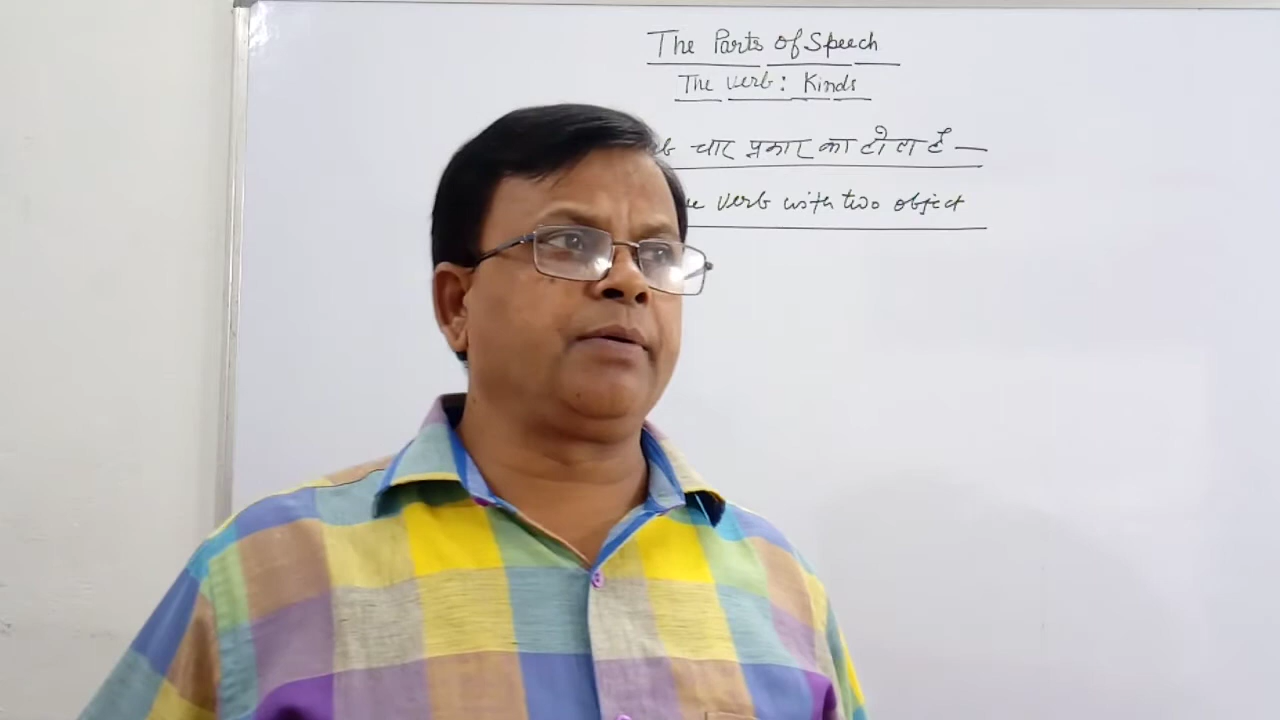 The Parts of Speech
The Verb : Kinds
चार प्रकार का होता है —
verb with two object